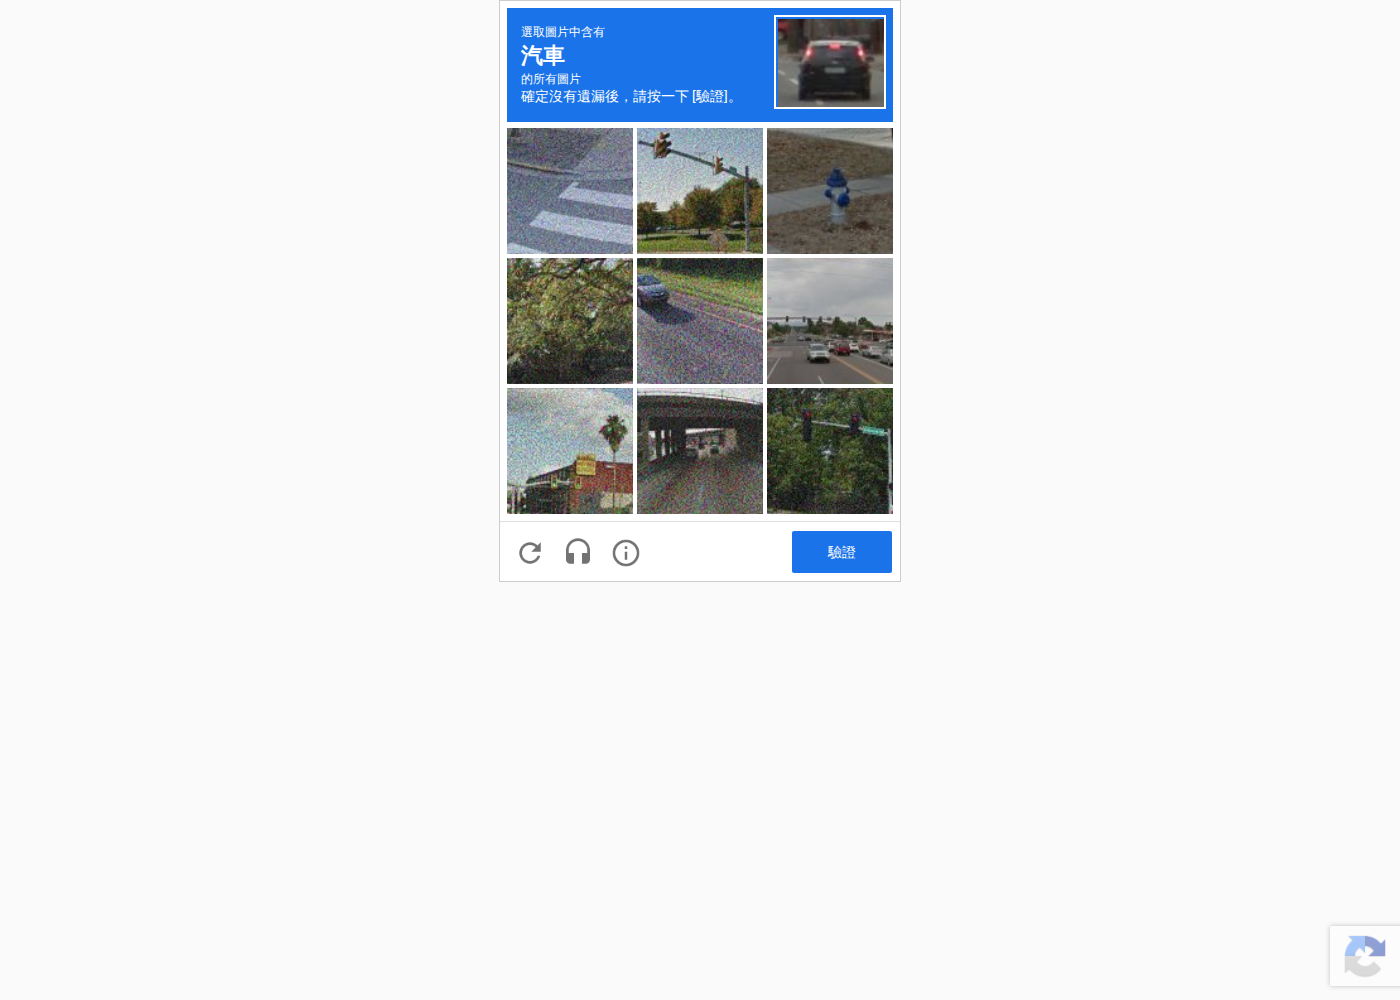 選取圖片中含有
汽車
的所有圖片
確定沒有遺漏後，請按一下 [驗證]。
驗證